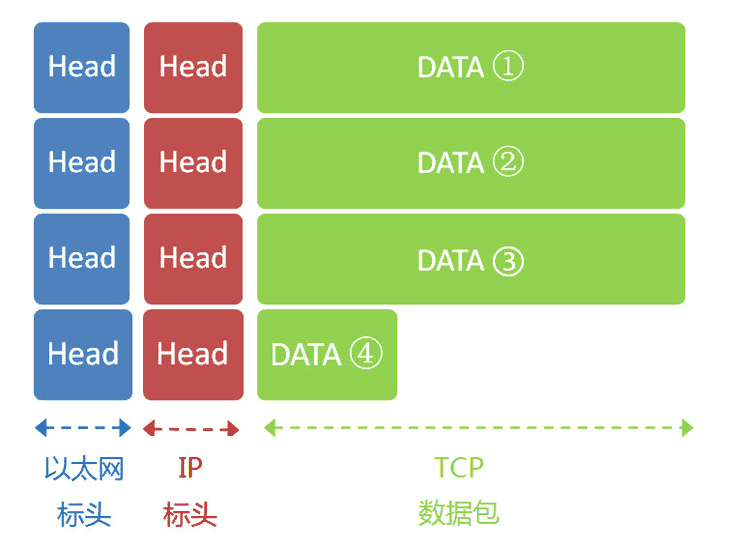 Head Head DATA ①
Head Head DATA ②
Head Head DATA ③
Head Head DATA ④
以太网 IP TCP
标头 标头 数据包